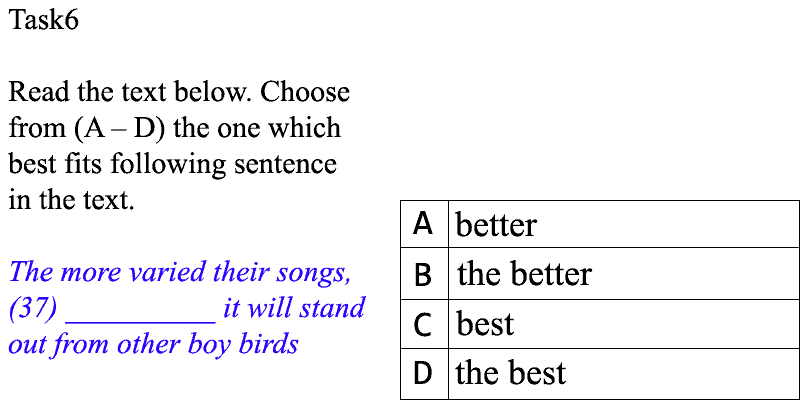 Task6
Read the text below. Choose
from (A – D) the one which
best fits following sentence
in the text.
The more varied their songs,
(37) __________ it will stand
out from other boy birds
A better
B the better
C best
D the best